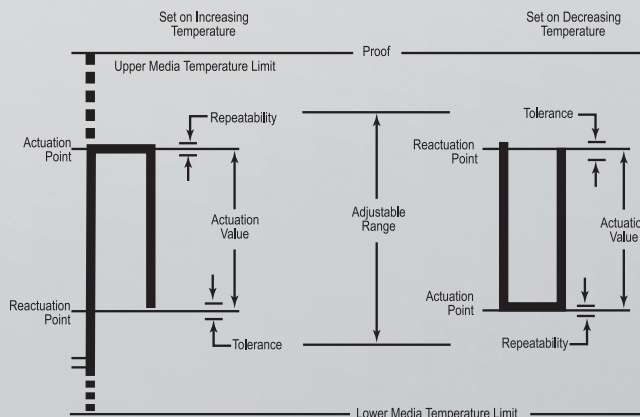 Set on Increasing
Temperature
Set on Decreasing
Temperature
Proof
Upper Media Temperature Limit
Repeatability
Tolerance
Actuation
Point
Reactuation
Point
Actuation
Value
Adjustable
Range
Actuation
Value
Reactuation
Point
Actuation
Point
Tolerance
Repeatability
Lower Media Temperature Limit